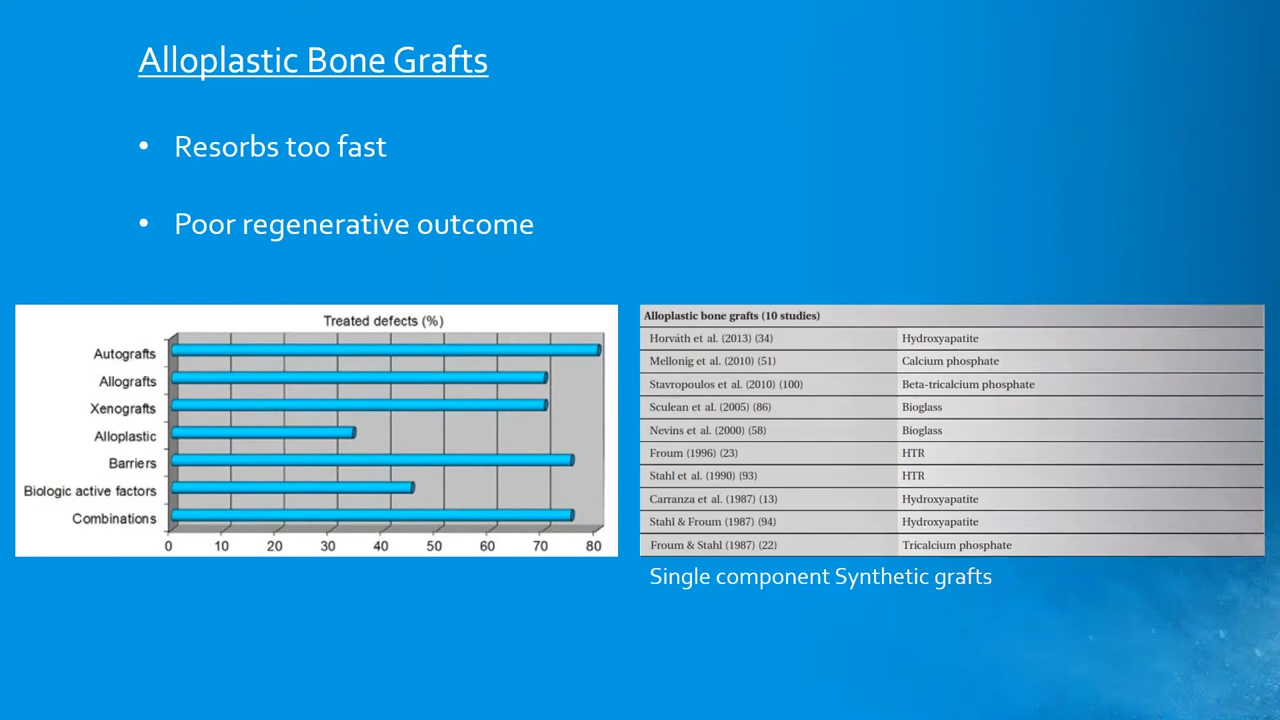 Alloplastic Bone Grafts
• Resorbs too fast
• Poor regenerative outcome
Treated defects (%)
Autografts
Allografts
Xenografts
Alloplastic
Barriers
Biologic active factors
Combinations
0 10 20 30 40 50 60 70 80
Alloplastic bone grafts (10 studies)
Horváth et al. (2013) (34) Hydroxyapatite
Mellonig et al. (2010) (51) Calcium phosphate
Stavropoulos et al. (2010) (100) Beta-tricalcium phosphate
Sculean et al. (2005) (86) Bioglass
Nevins et al. (2000) (58) Bioglass
Froum (1996) (23) HTR
Stahl et al. (1990) (93) HTR
Carranza et al. (1987) (13) Hydroxyapatite
Stahl & Froum (1987) (94) Hydroxyapatite
Froum & Stahl (1987) (22) Tricalcium phosphate
Single component Synthetic grafts